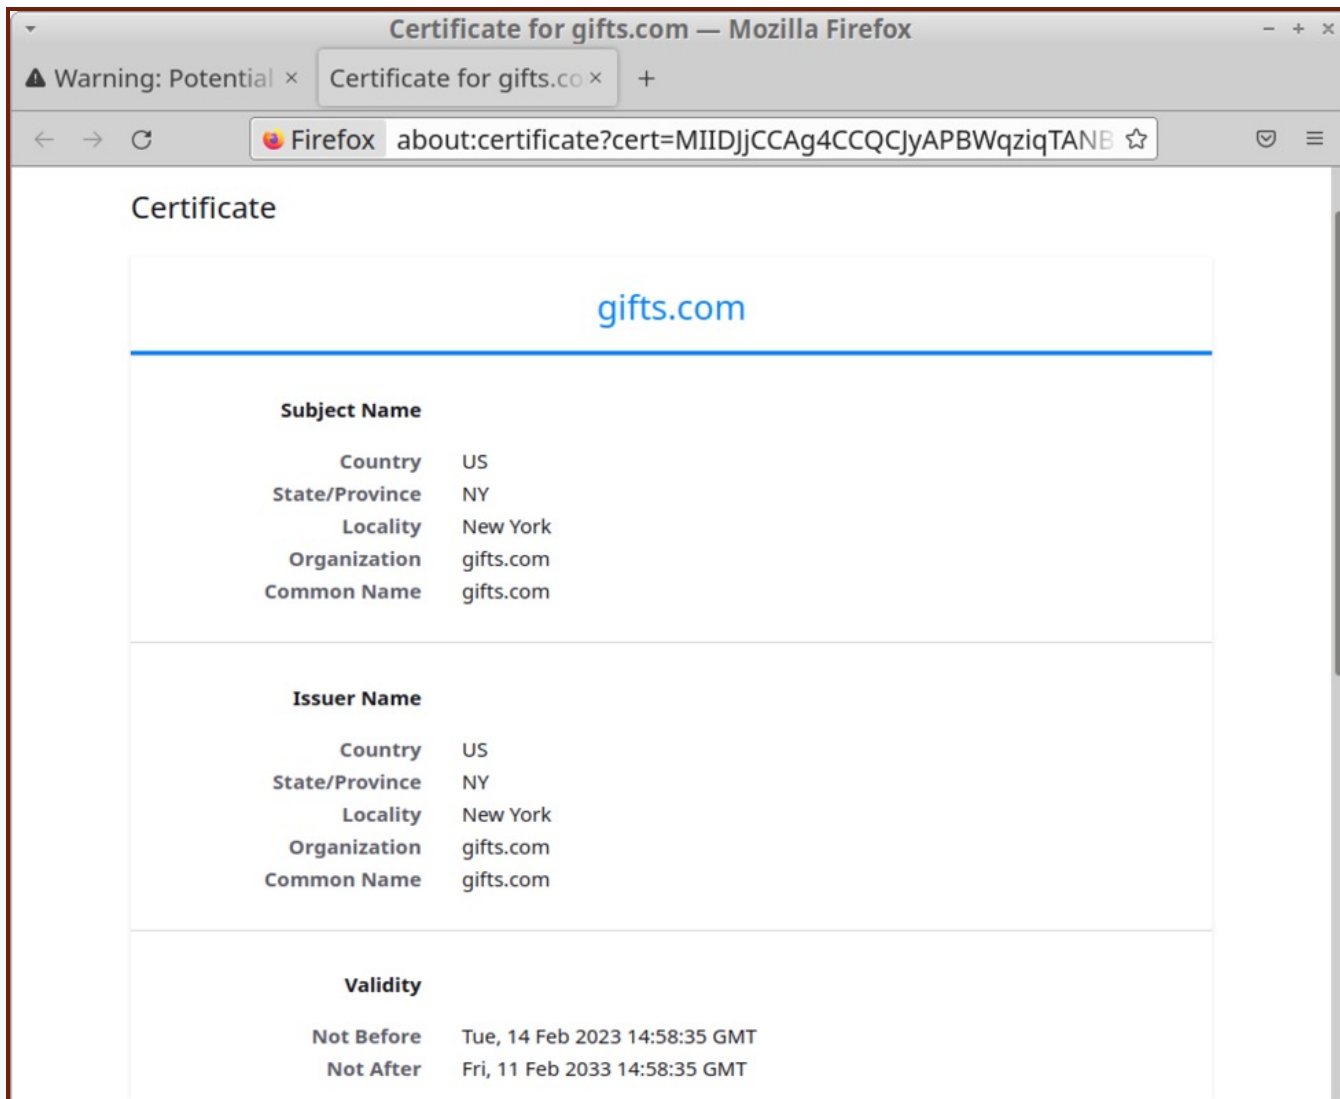 Certificate for gifts.com — Mozilla Firefox
Warning: Potential
Certificate for gifts.co
Firefox about:certificate?cert=MIIDJjCCAg4CCQCJyAPBWqziqTANB
Certificate
gifts.com
Subject Name
Country US
State/Province NY
Locality New York
Organization gifts.com
Common Name gifts.com
Issuer Name
Country US
State/Province NY
Locality New York
Organization gifts.com
Common Name gifts.com
Validity
Not Before Tue, 14 Feb 2023 14:58:35 GMT
Not After Fri, 11 Feb 2033 14:58:35 GMT